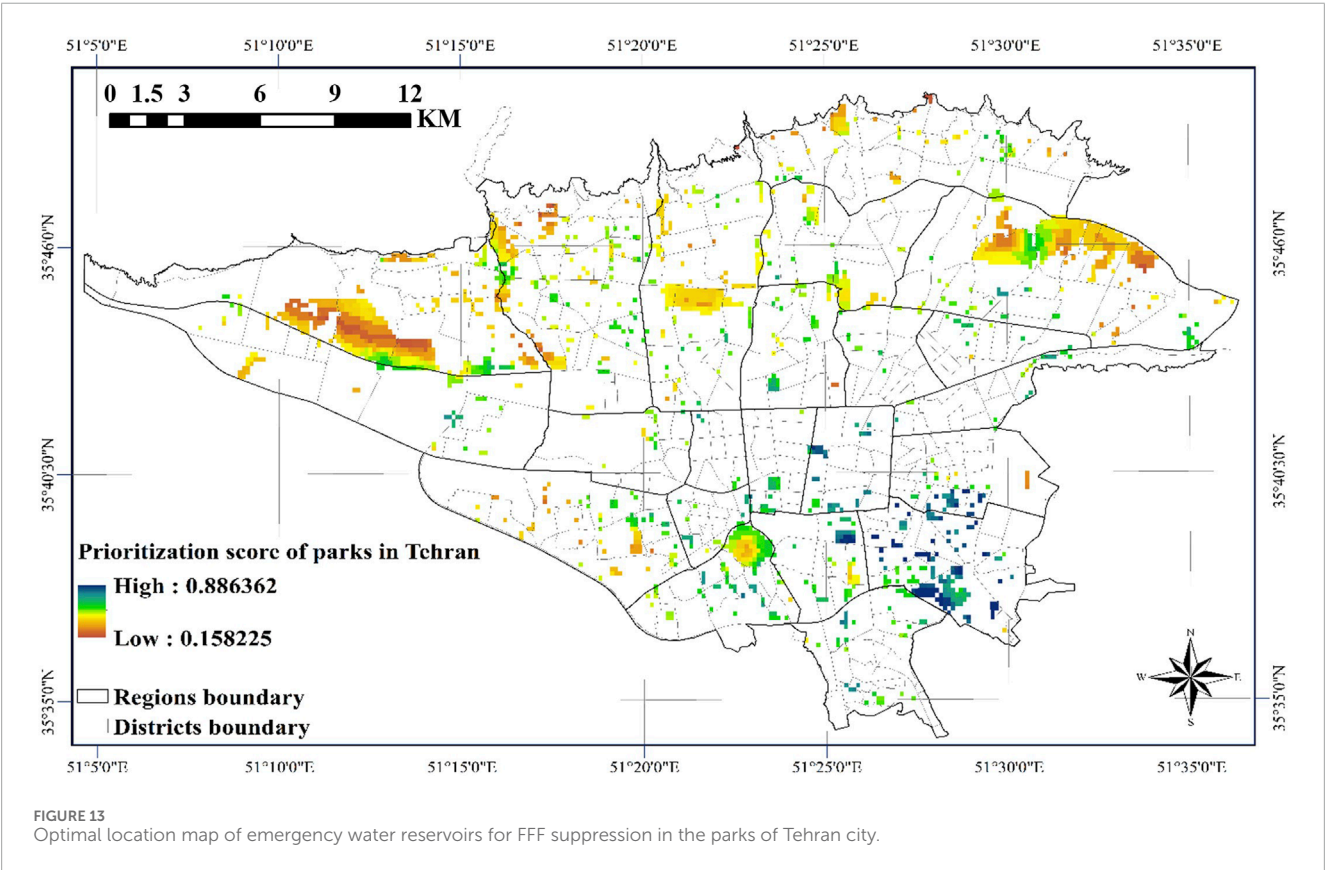 51°5'0"E 51°10'0"E 51°15'0"E 51°20'0"E 51°25'0"E 51°30'0"E 51°35'0"E
0 1.5 3 6 9 12
KM
35°46'0"N 35°46'0"N
35°40'30"N 35°40'30"N
Prioritization score of parks in Tehran
High : 0.886362
Low : 0.158225
Regions boundary
Districts boundary
N
W E
S
35°35'0"N 35°35'0"N
51°5'0"E 51°10'0"E 51°15'0"E 51°20'0"E 51°25'0"E 51°30'0"E 51°35'0"E
FIGURE 13
Optimal location map of emergency water reservoirs for FFF suppression in the parks of Tehran city.